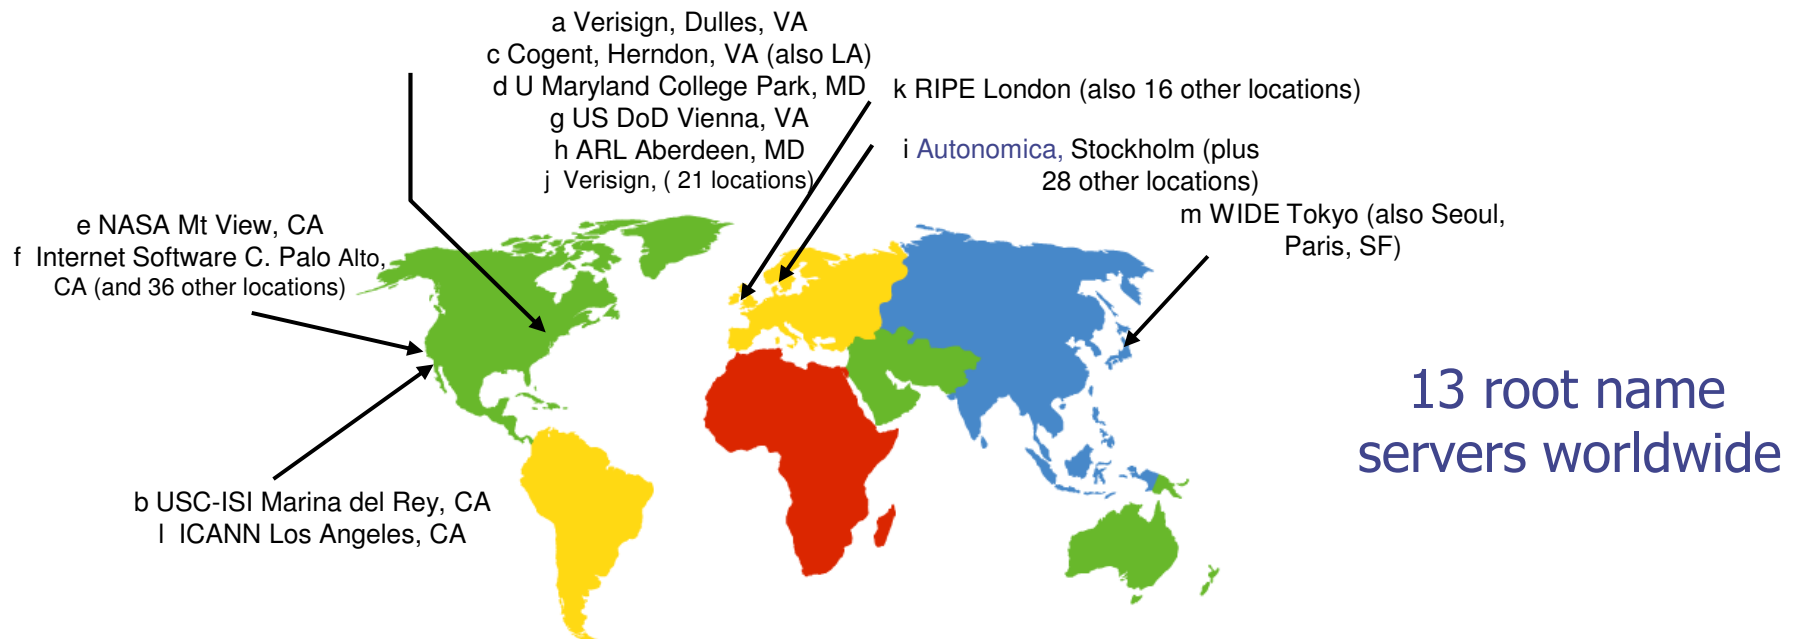 a Verisign, Dulles, VA
c Cogent, Herndon, VA (also LA)
d U Maryland College Park, MD
g US DoD Vienna, VA
h ARL Aberdeen, MD
j Verisign, ( 21 locations)
k RIPE London (also 16 other locations)
i Autonomica, Stockholm (plus
28 other locations)
m WIDE Tokyo (also Seoul,
Paris, SF)
e NASA Mt View, CA
f Internet Software C. Palo Alto,
CA (and 36 other locations)
13 root name
servers worldwide
b USC-ISI Marina del Rey, CA
l ICANN Los Angeles, CA